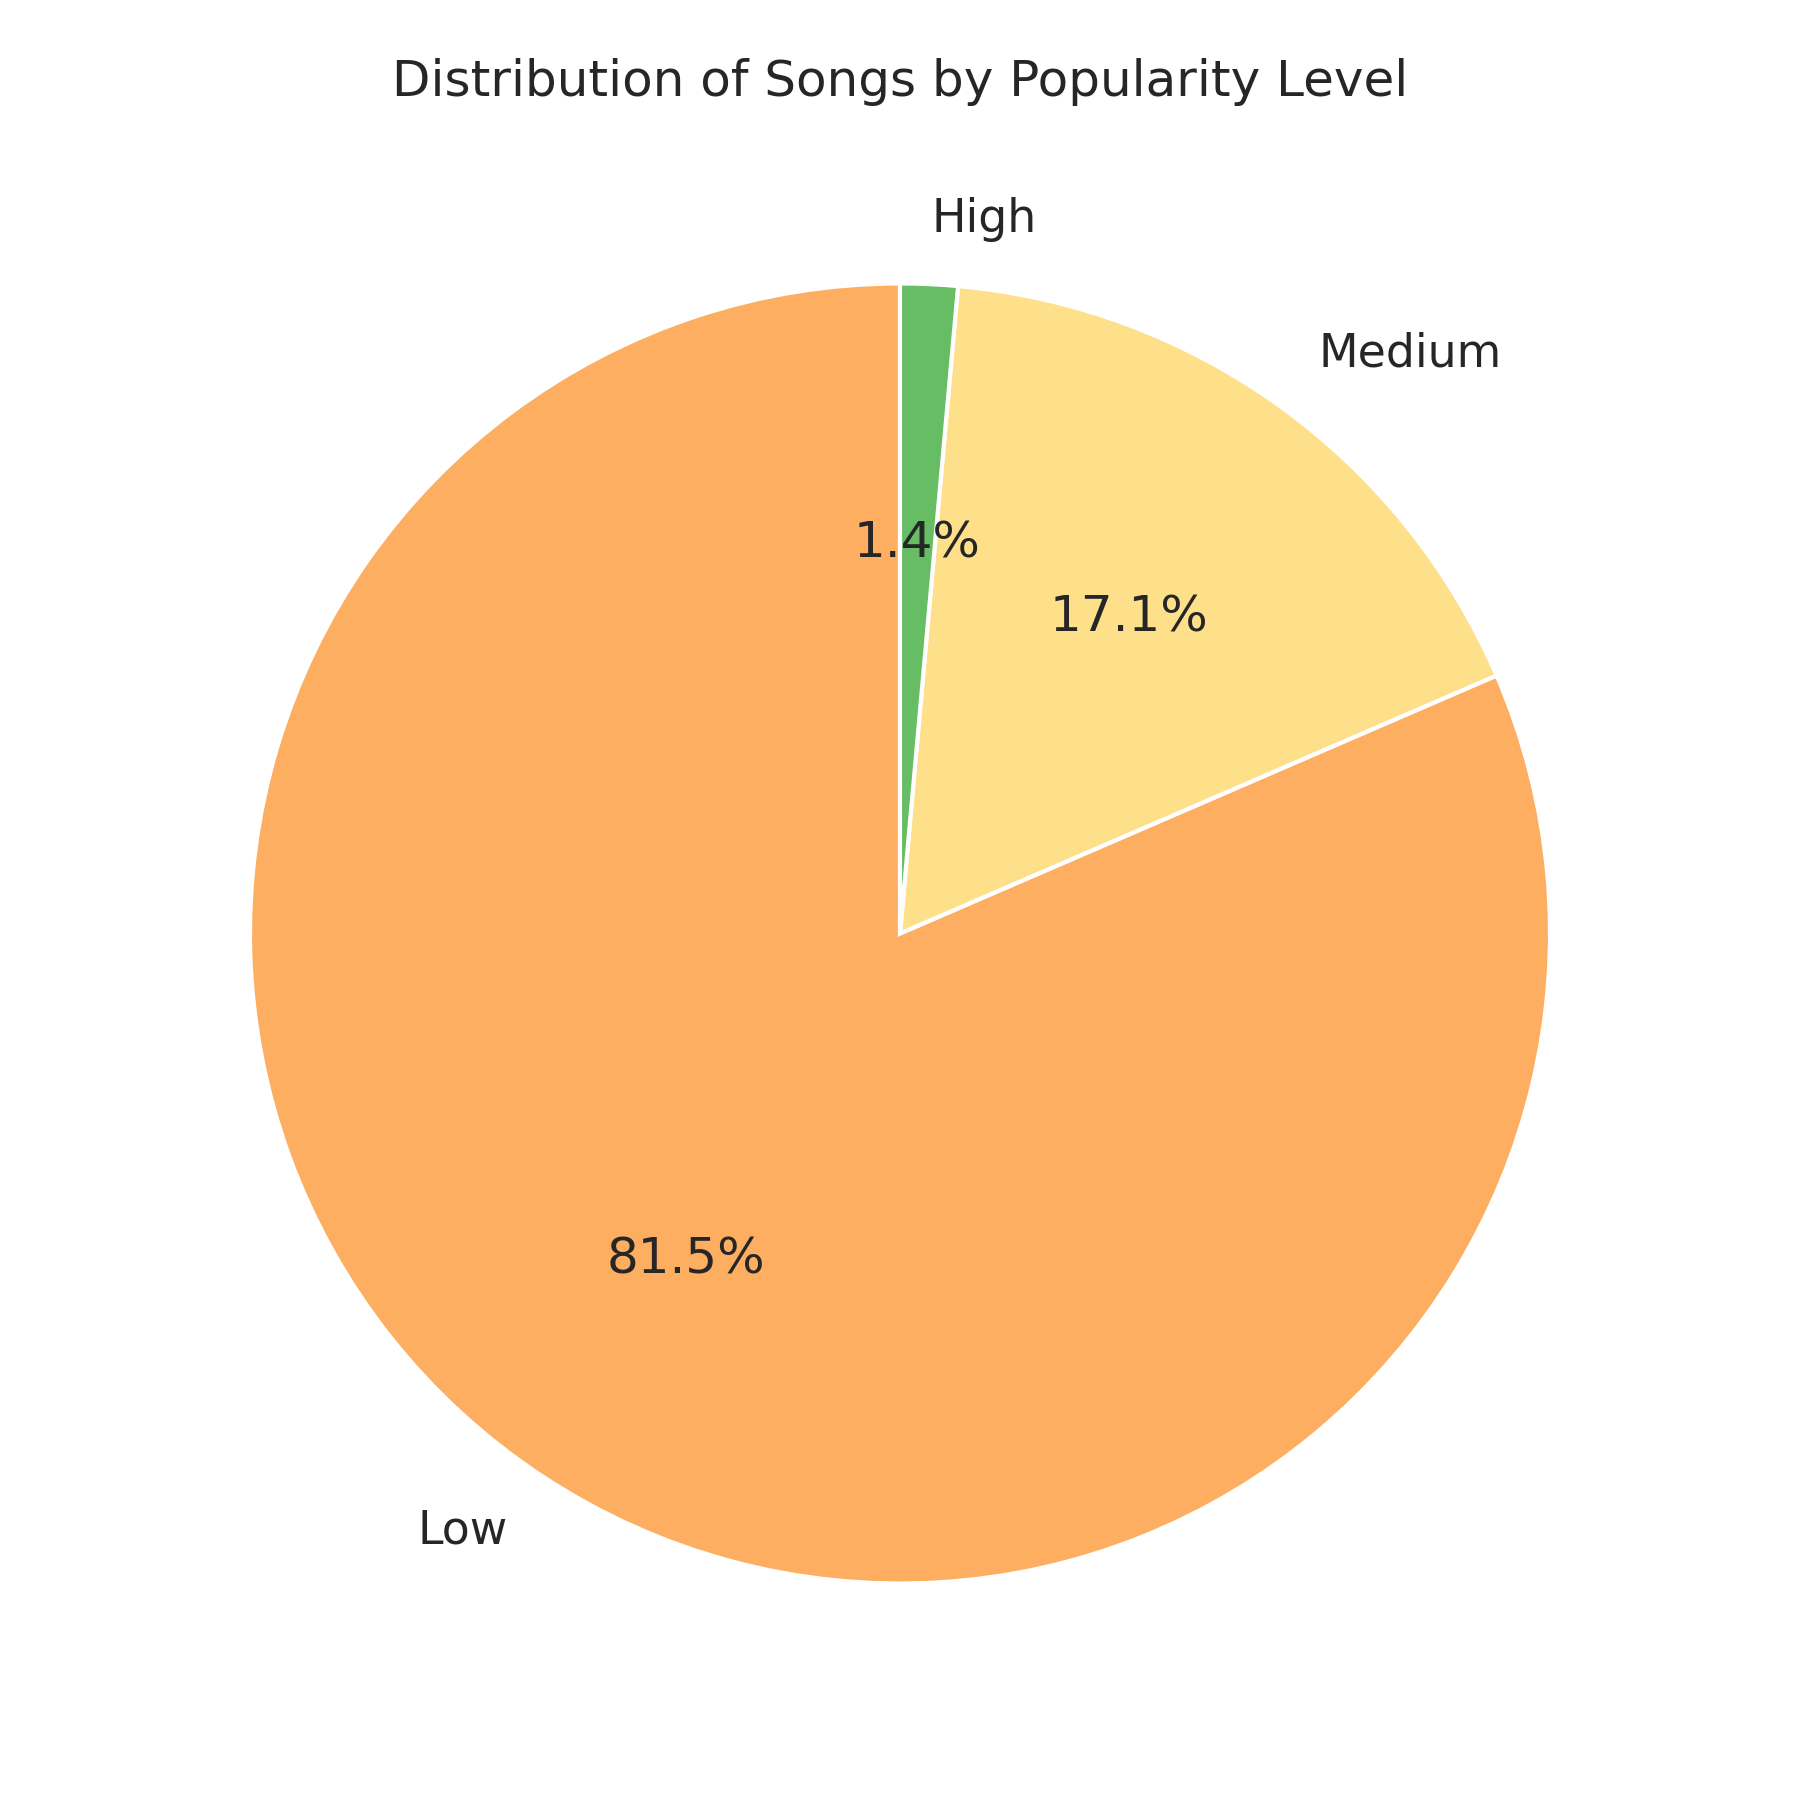 Distribution of Songs by Popularity Level
High
Medium
1.4%
17.1%
81.5%
Low